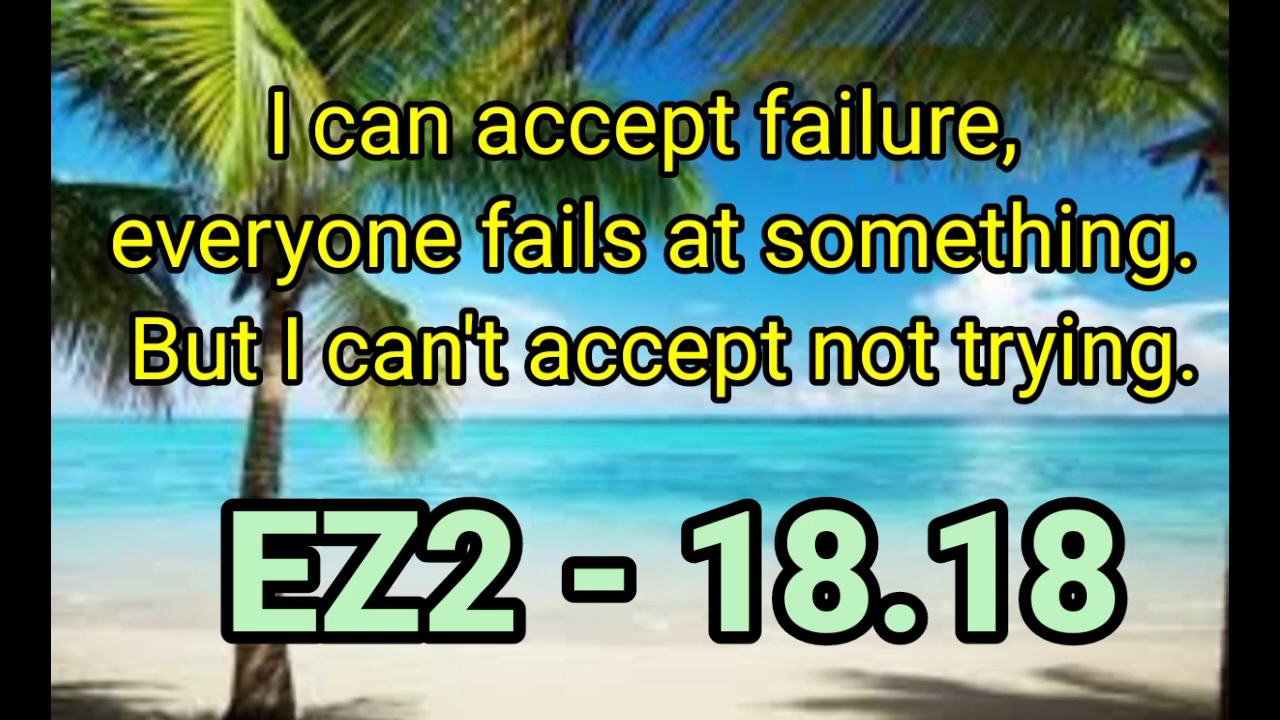 I can accept failure,
everyone fails at something.
But I can't accept not trying.
EZ2 - 18.18